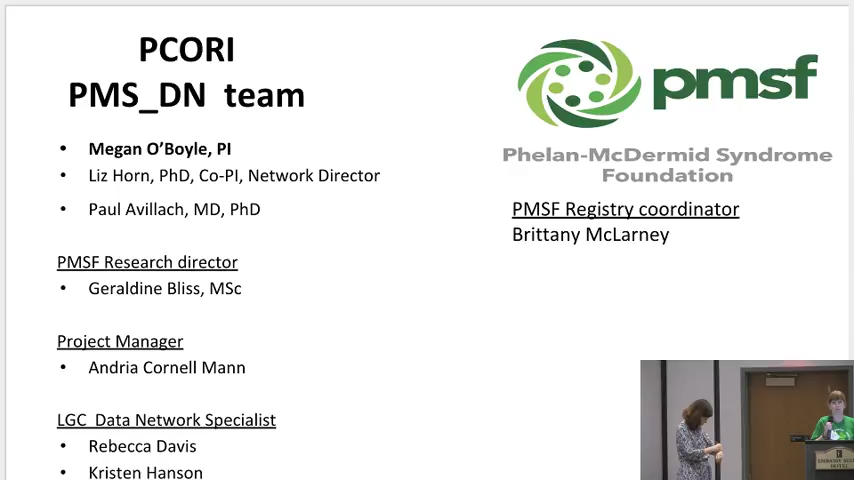 PCORI
PMS_DN team
• Megan O'Boyle, PI
• Liz Horn, PhD, Co-PI, Network Director
• Paul Avillach, MD, PhD
PMSF Research director
• Geraldine Bliss, MSc
Project Manager
• Andria Cornell Mann
LGC Data Network Specialist
• Rebecca Davis
• Kristen Hanson
pmsf
Phelan-McDermid Syndrome
Foundation
PMSF Registry coordinator
Brittany McLarney